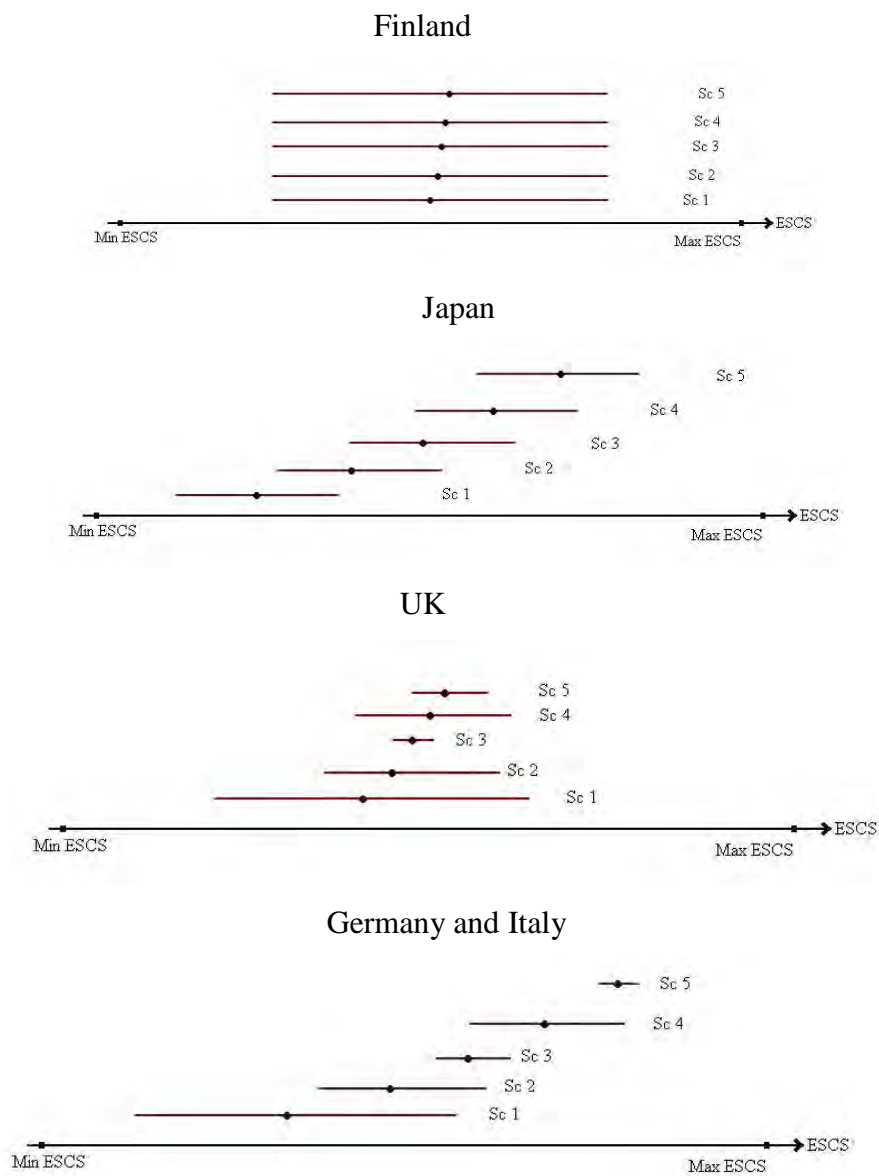 Finland
Sc 5
Sc 4
Sc 3
Sc 2
Sc 1
ESCS
Min ESCS
Max ESCS
Japan
Sc 5
Sc 4
Sc 3
Sc 2
Sc 1
ESCS
Min ESCS
Max ESCS
UK
Sc 5
Sc 4
Sc 3
Sc 2
Sc 1
ESCS
Min ESCS
Max ESCS
Germany and Italy
Sc 5
Sc 4
Sc 3
Sc 2
Sc 1
ESCS
Min ESCS
Max ESCS